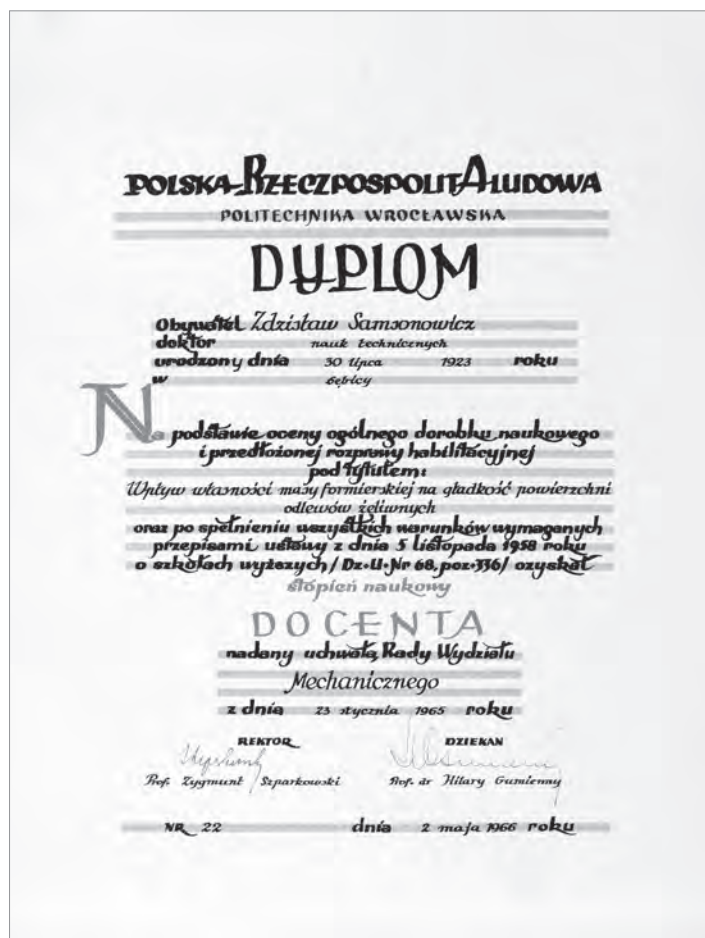 POLSKA RZECZPOSPOLITA LUDOWA
POLITECHNIKA WROCŁAWSKA
DYPLOM
Obywatel Zdzisław Samsonowicz
doktór nauk technicznych
urodzony dnia 30 lipca 1923 roku
w
Na podstawie oceny ogólnego dorobku naukowego
i przedłożonej rozprawy habilitacyjnej
pod tytułem:
Wpływ własności masy formierskiej na gładkość powierzchni
odlewów żeliwnych
oraz po spełnieniu wszystkich warunków wymaganych
przepisami ustawy z dnia 5 listopada 1958 roku
o szkołach wyższych /Dz.U.Nr 68, poz.336/ ozyskał
stopień naukowy
DOCENTA
nadany uchwałą Rady Wydziału
Mechanicznego
z dnia 23 stycznia 1965 roku
REKTOR DZIEKAN
Prof. Zygmunt Szparkowski Prof. dr Hilary Gumienny
NR 22 dnia 2 maja 1966 roku